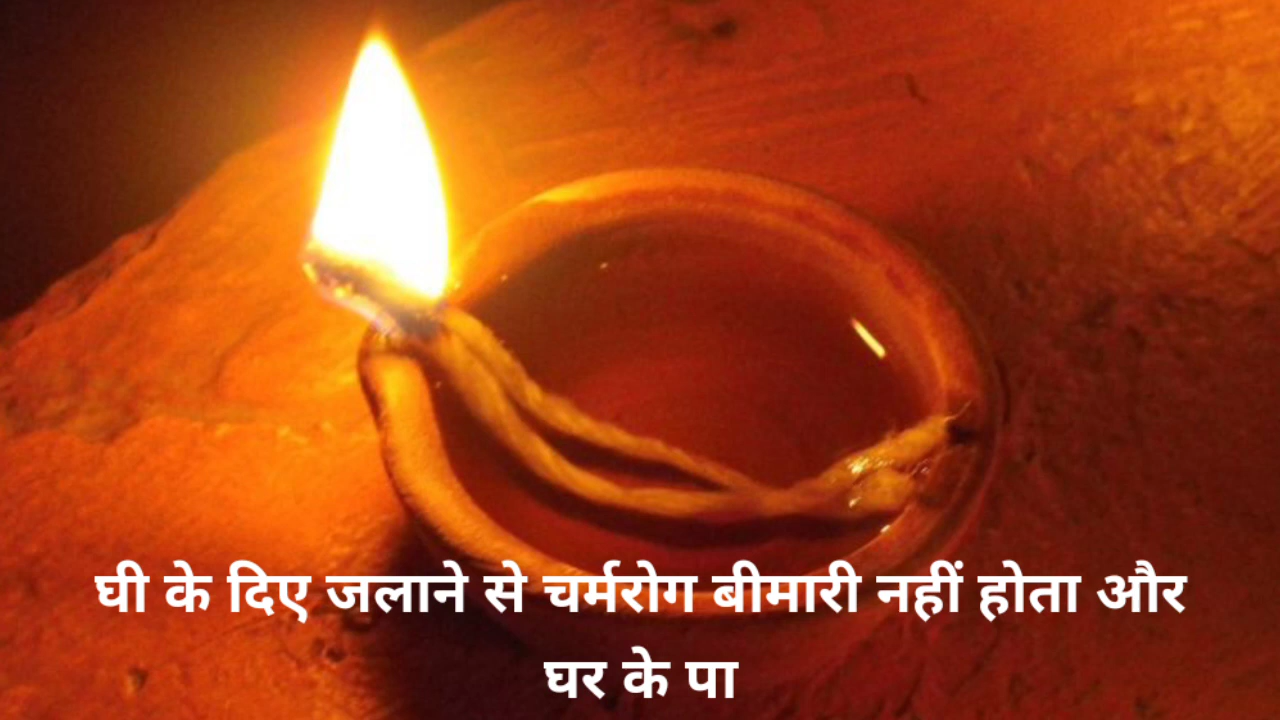 घी के दिए जलाने से चर्मरोग बीमारी नहीं होता और
घर के पा